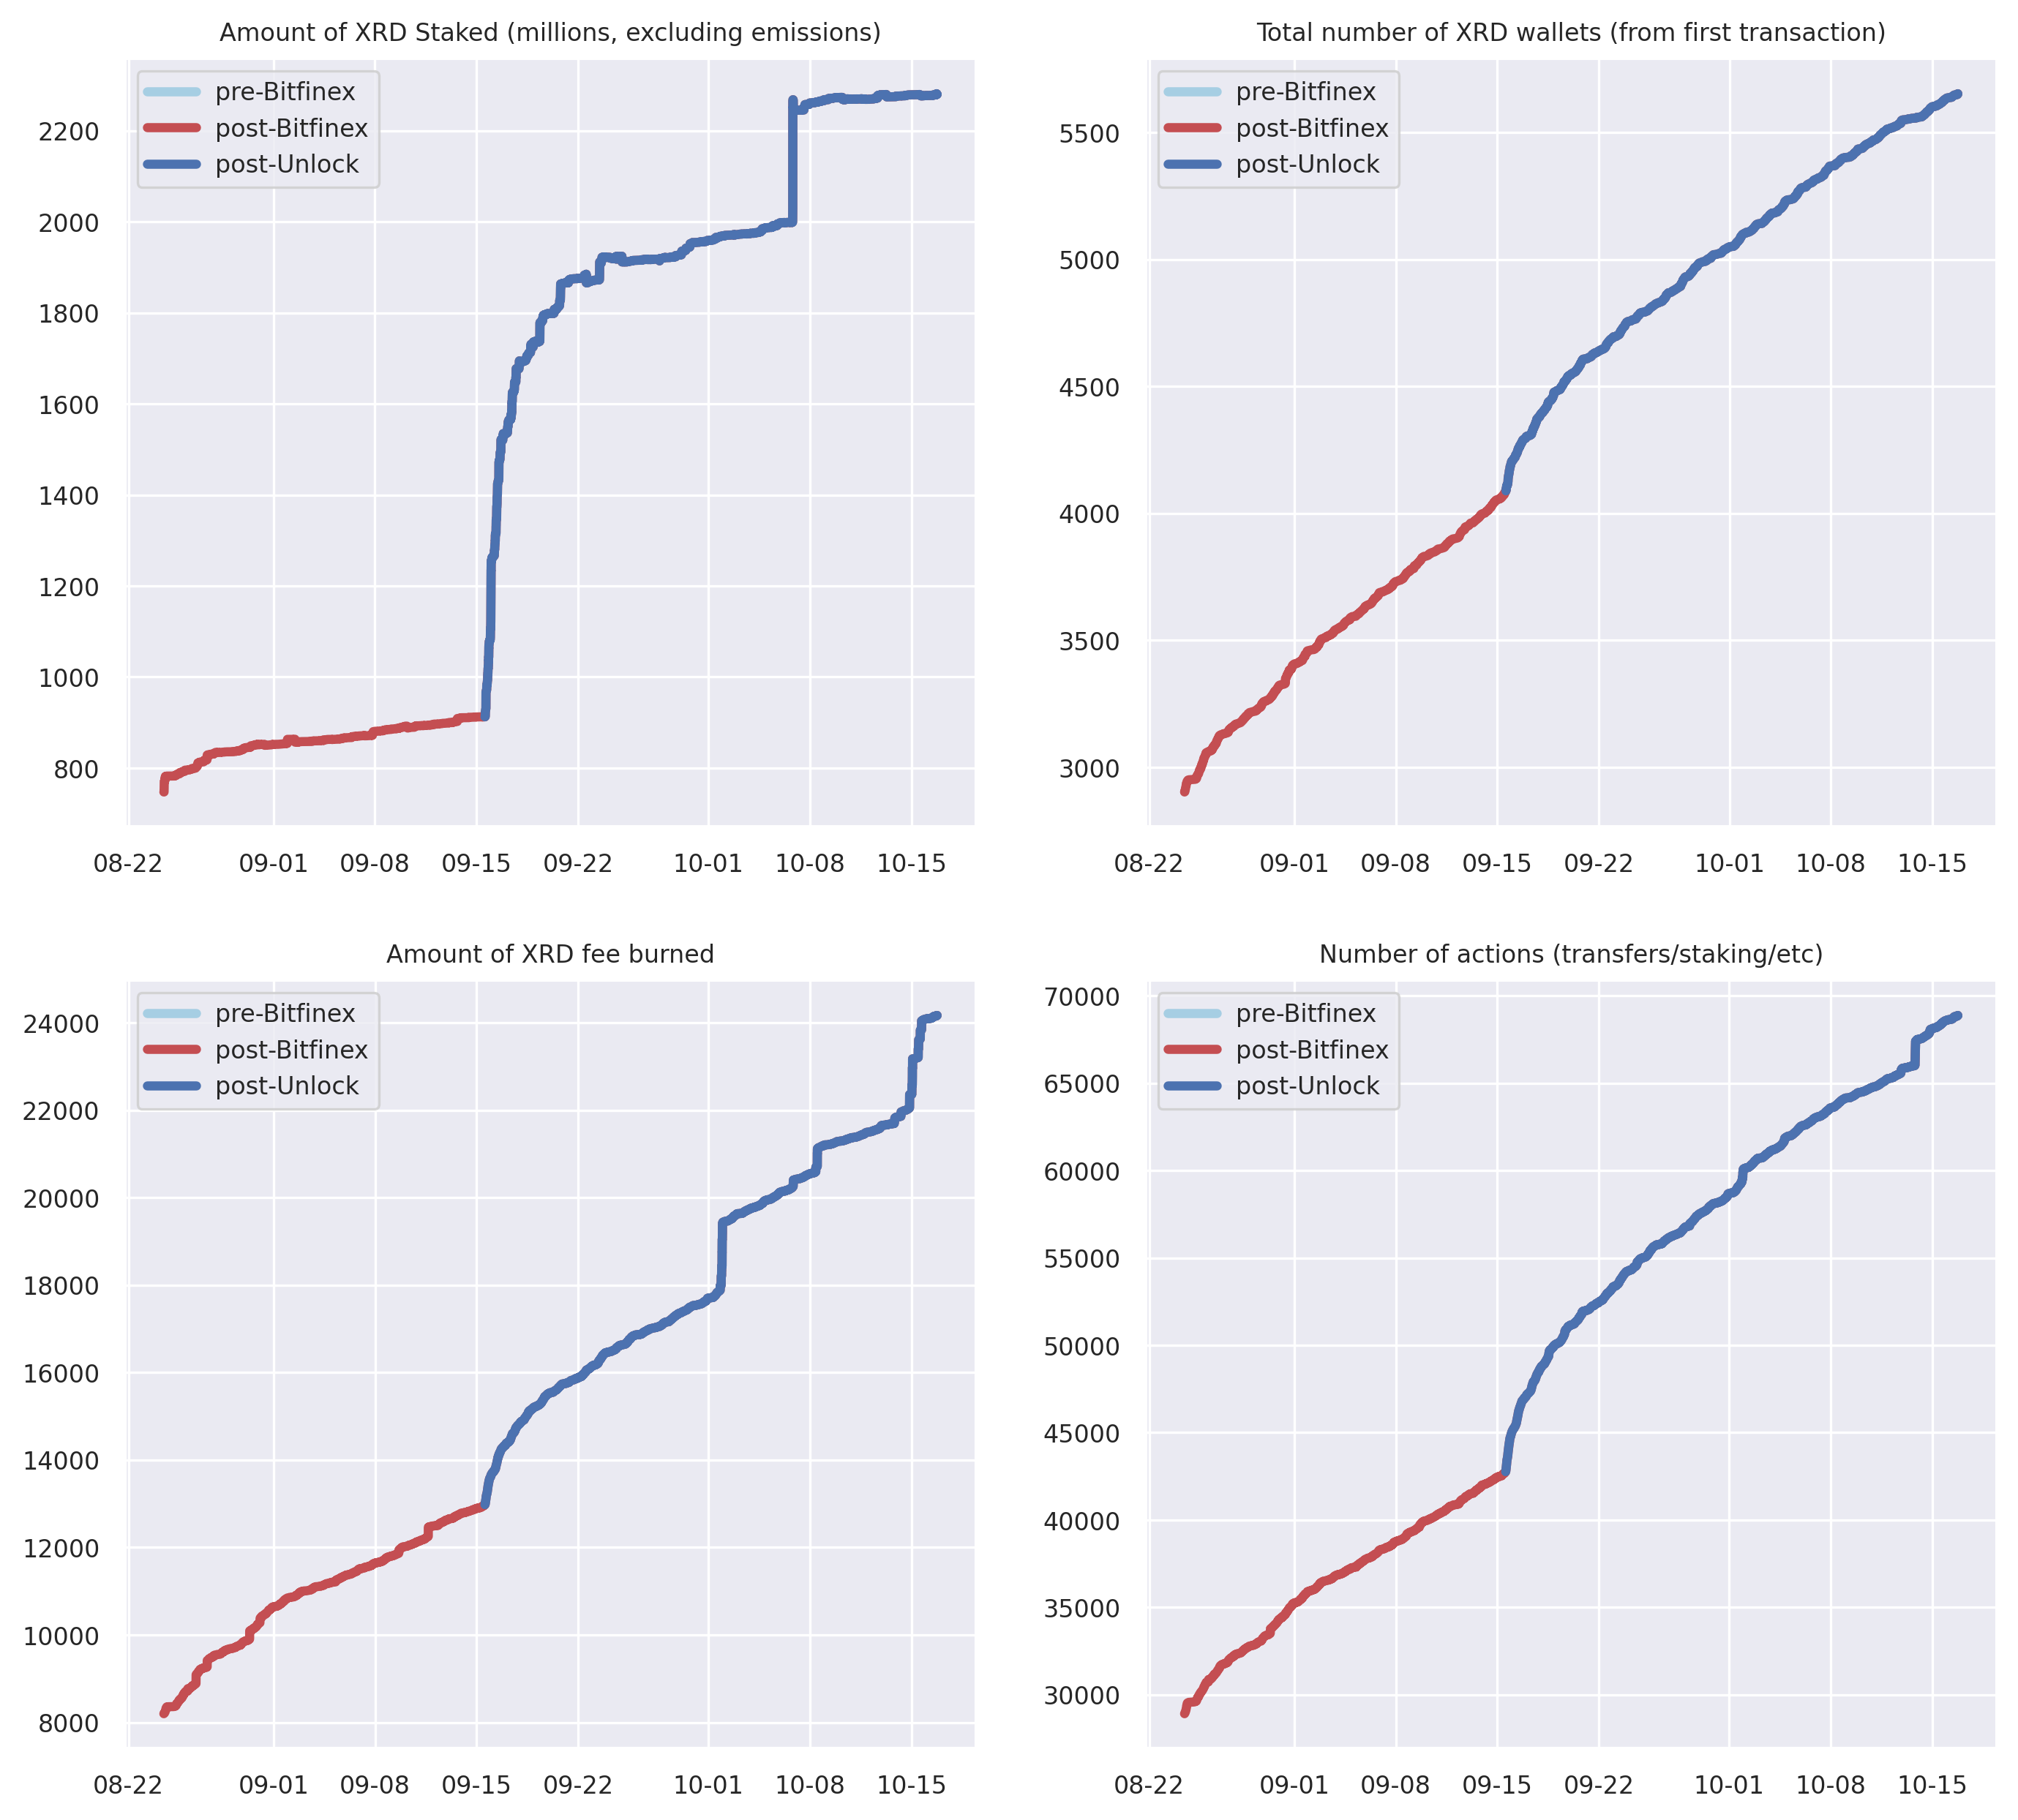 Amount of XRD Staked (millions, excluding emissions)
pre-Bitfinex
post-Bitfinex
post-Unlock
2200
2000
1800
1600
1400
1200
1000
800
08-22 09-01 09-08 09-15 09-22 10-01 10-08 10-15
Total number of XRD wallets (from first transaction)
pre-Bitfinex
post-Bitfinex
post-Unlock
5500
5000
4500
4000
3500
3000
08-22 09-01 09-08 09-15 09-22 10-01 10-08 10-15
Amount of XRD fee burned
pre-Bitfinex
post-Bitfinex
post-Unlock
24000
22000
20000
18000
16000
14000
12000
10000
8000
08-22 09-01 09-08 09-15 09-22 10-01 10-08 10-15
Number of actions (transfers/staking/etc)
pre-Bitfinex
post-Bitfinex
post-Unlock
70000
65000
60000
55000
50000
45000
40000
35000
30000
08-22 09-01 09-08 09-15 09-22 10-01 10-08 10-15